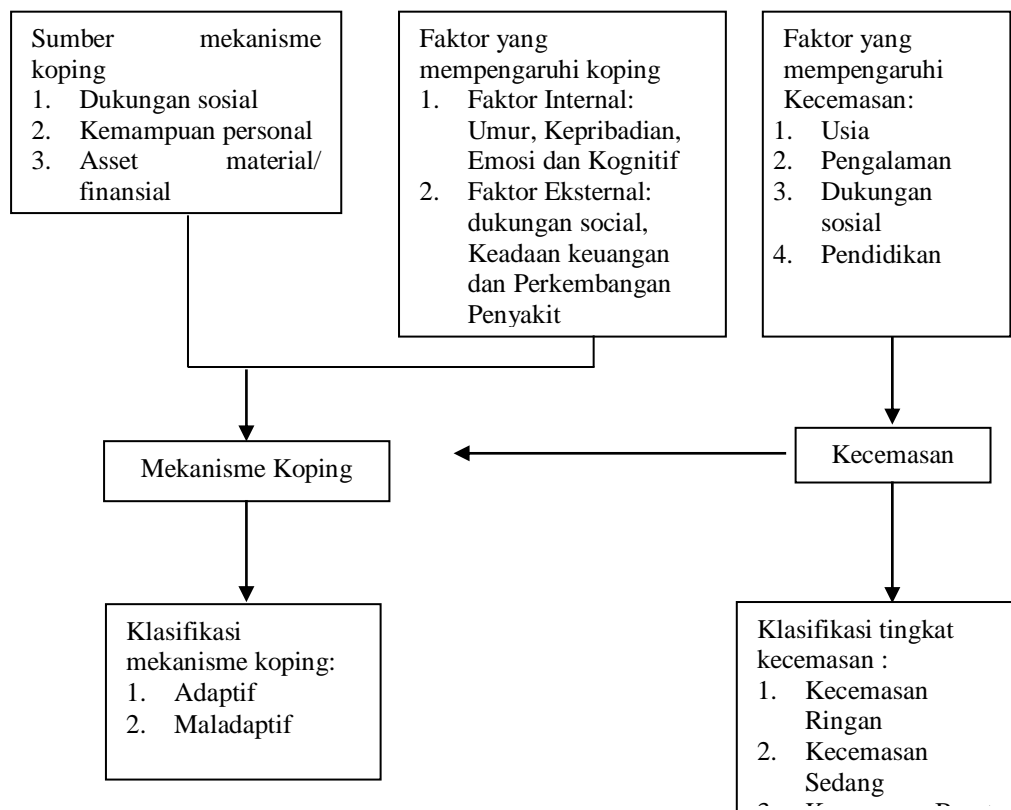 Sumber mekanisme
koping
1. Dukungan sosial
2. Kemampuan personal
3. Asset material/
finansial
Faktor yang
mempengaruhi koping
1. Faktor Internal:
Umur, Kepribadian,
Emosi dan Kognitif
2. Faktor Eksternal:
dukungan social,
Keadaan keuangan
dan Perkembangan
Penyakit
Faktor yang
mempengaruhi
Kecemasan:
1. Usia
2. Pengalaman
3. Dukungan
sosial
4. Pendidikan
Mekanisme Koping
Kecemasan
Klasifikasi
mekanisme koping:
1. Adaptif
2. Maladaptif
Klasifikasi tingkat
kecemasan :
1. Kecemasan
Ringan
2. Kecemasan
Sedang